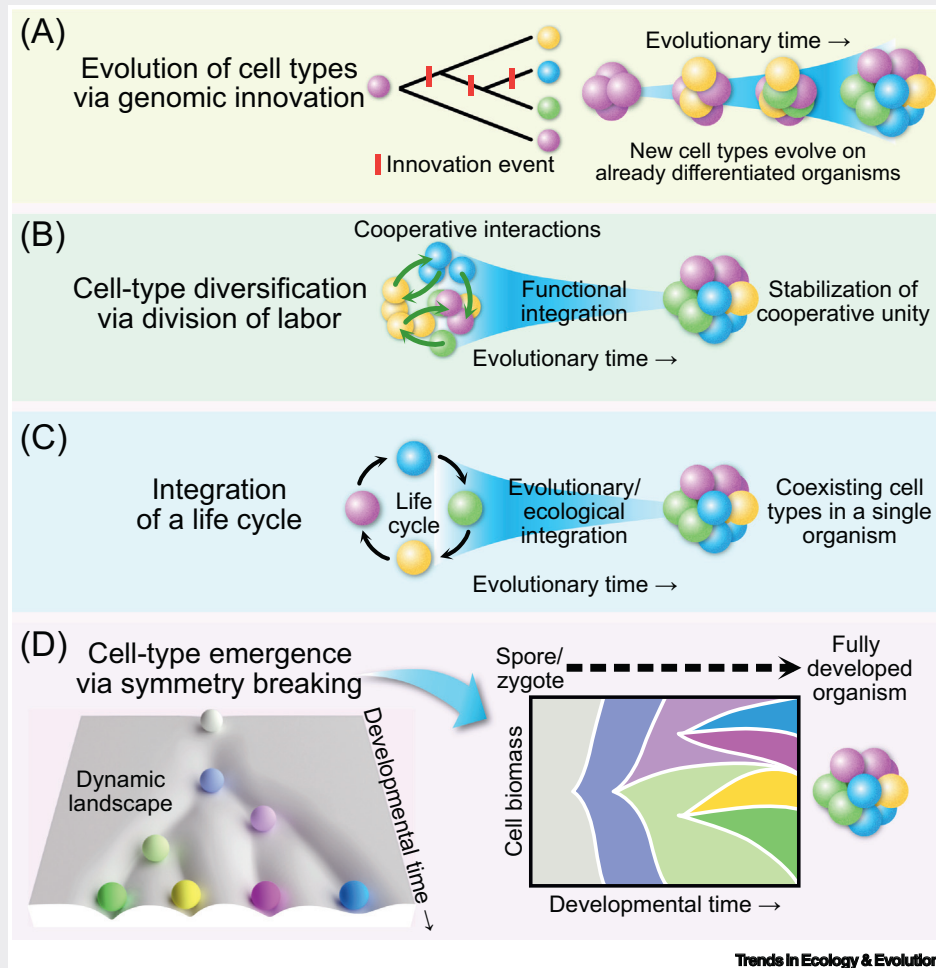 (A)
Evolution of cell types
via genomic innovation
Innovation event
Evolutionary time →
New cell types evolve on
already differentiated organisms
(B)
Cooperative interactions
Cell-type diversification
via division of labor
Functional
integration
Stabilization of
cooperative unity
Evolutionary time →
(C)
Integration
of a life cycle
Life
cycle
Evolutionary/
ecological
integration
Coexisting cell
types in a single
organism
Evolutionary time →
(D)
Cell-type emergence
via symmetry breaking
Dynamic
landscape
Developmental time →
Spore/
zygote
Fully
developed
organism
Cell biomass
Developmental time →
Trends in Ecology & Evolution